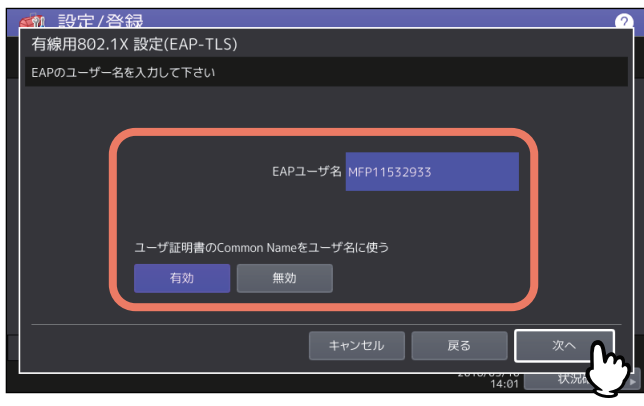 設定/登録
?
有線用802.1X 設定(EAP-TLS)
EAPのユーザー名を入力して下さい
EAPユーザ名 MFP11532933
ユーザ証明書のCommon Nameをユーザ名に使う
有効 無効
キャンセル 戻る 次へ
14:01 状況